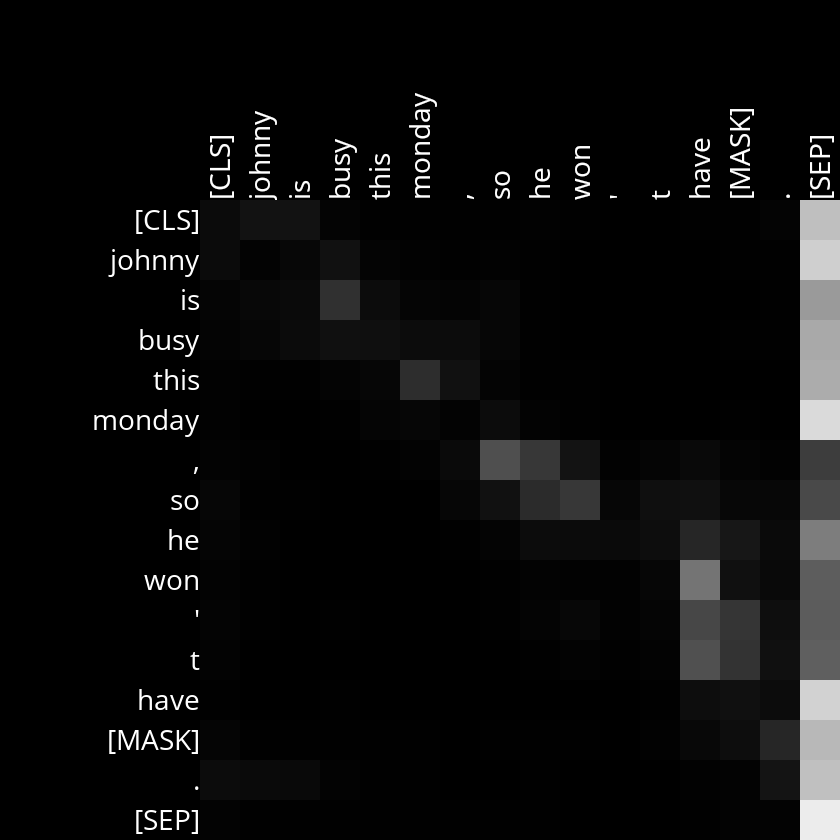 [CLS] johnny is busy this monday , so he won ' t have [MASK] . [SEP]
[CLS]
johnny
is
busy
this
monday
,
so
he
won
'
t
have
[MASK]
.
[SEP]